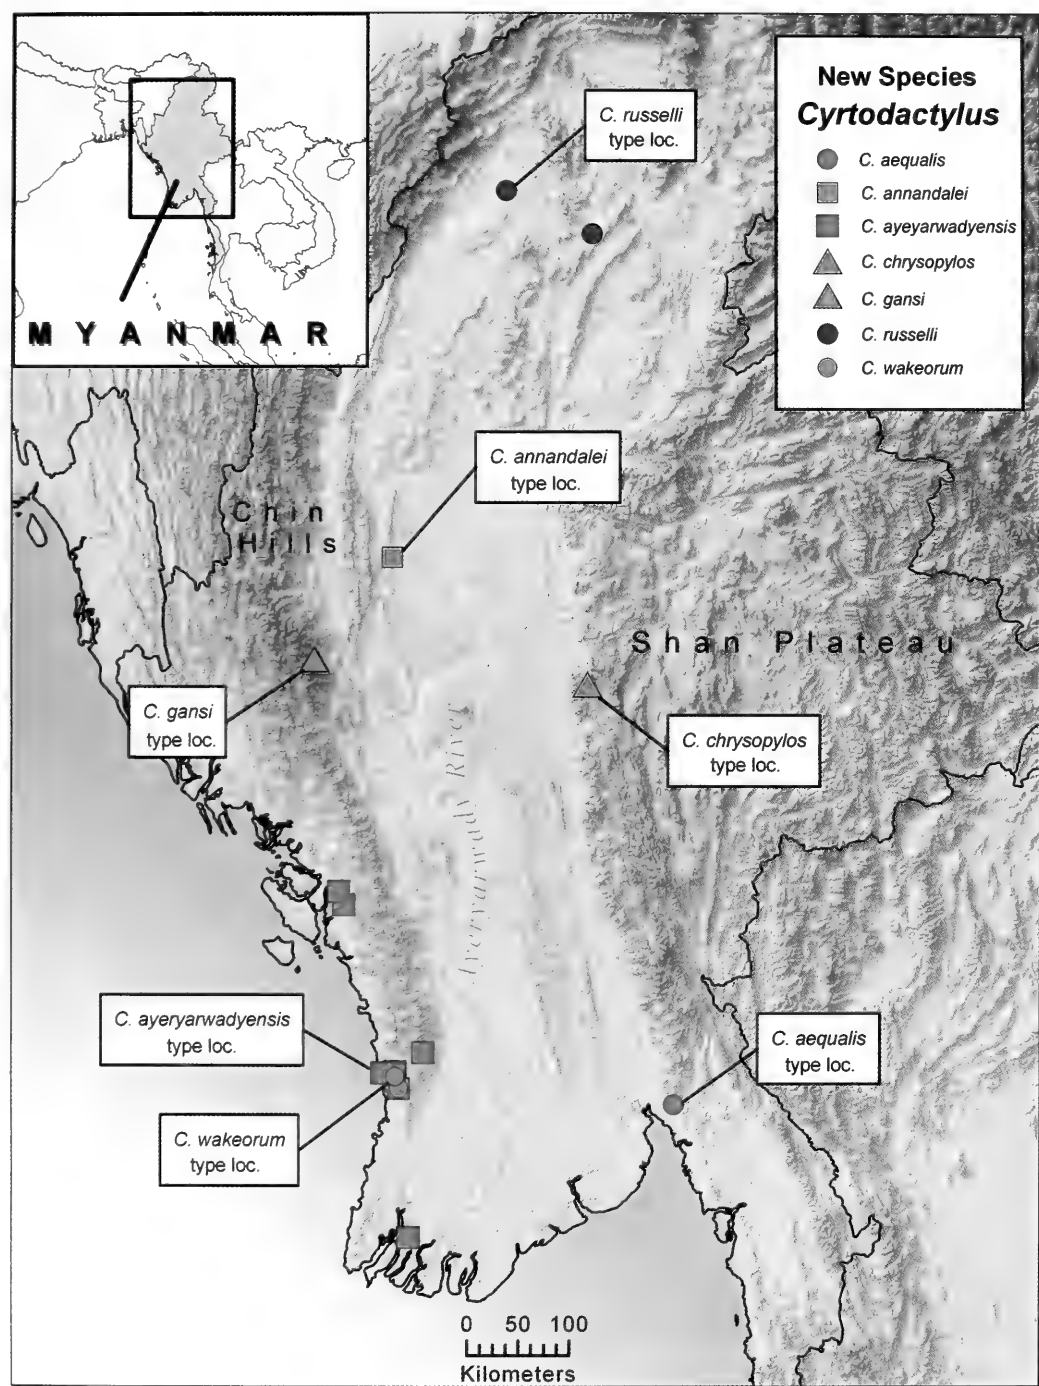 New Species
Cyrtodactylus
C. aequalis
C. annandalei
C. ayeyarwadyensis
C. chrysopylos
C. gansi
C. russelli
C. wakeorum
MYANMAR
C. russelli
type loc.
C. annandalei
type loc.
Chin
Hills
Shan Plateau
C. gansi
type loc.
C. chrysopylos
type loc.
River
C. ayeryarwadyensis
type loc.
C. aequalis
type loc.
C. wakeorum
type loc.
0 50 100
Kilometers